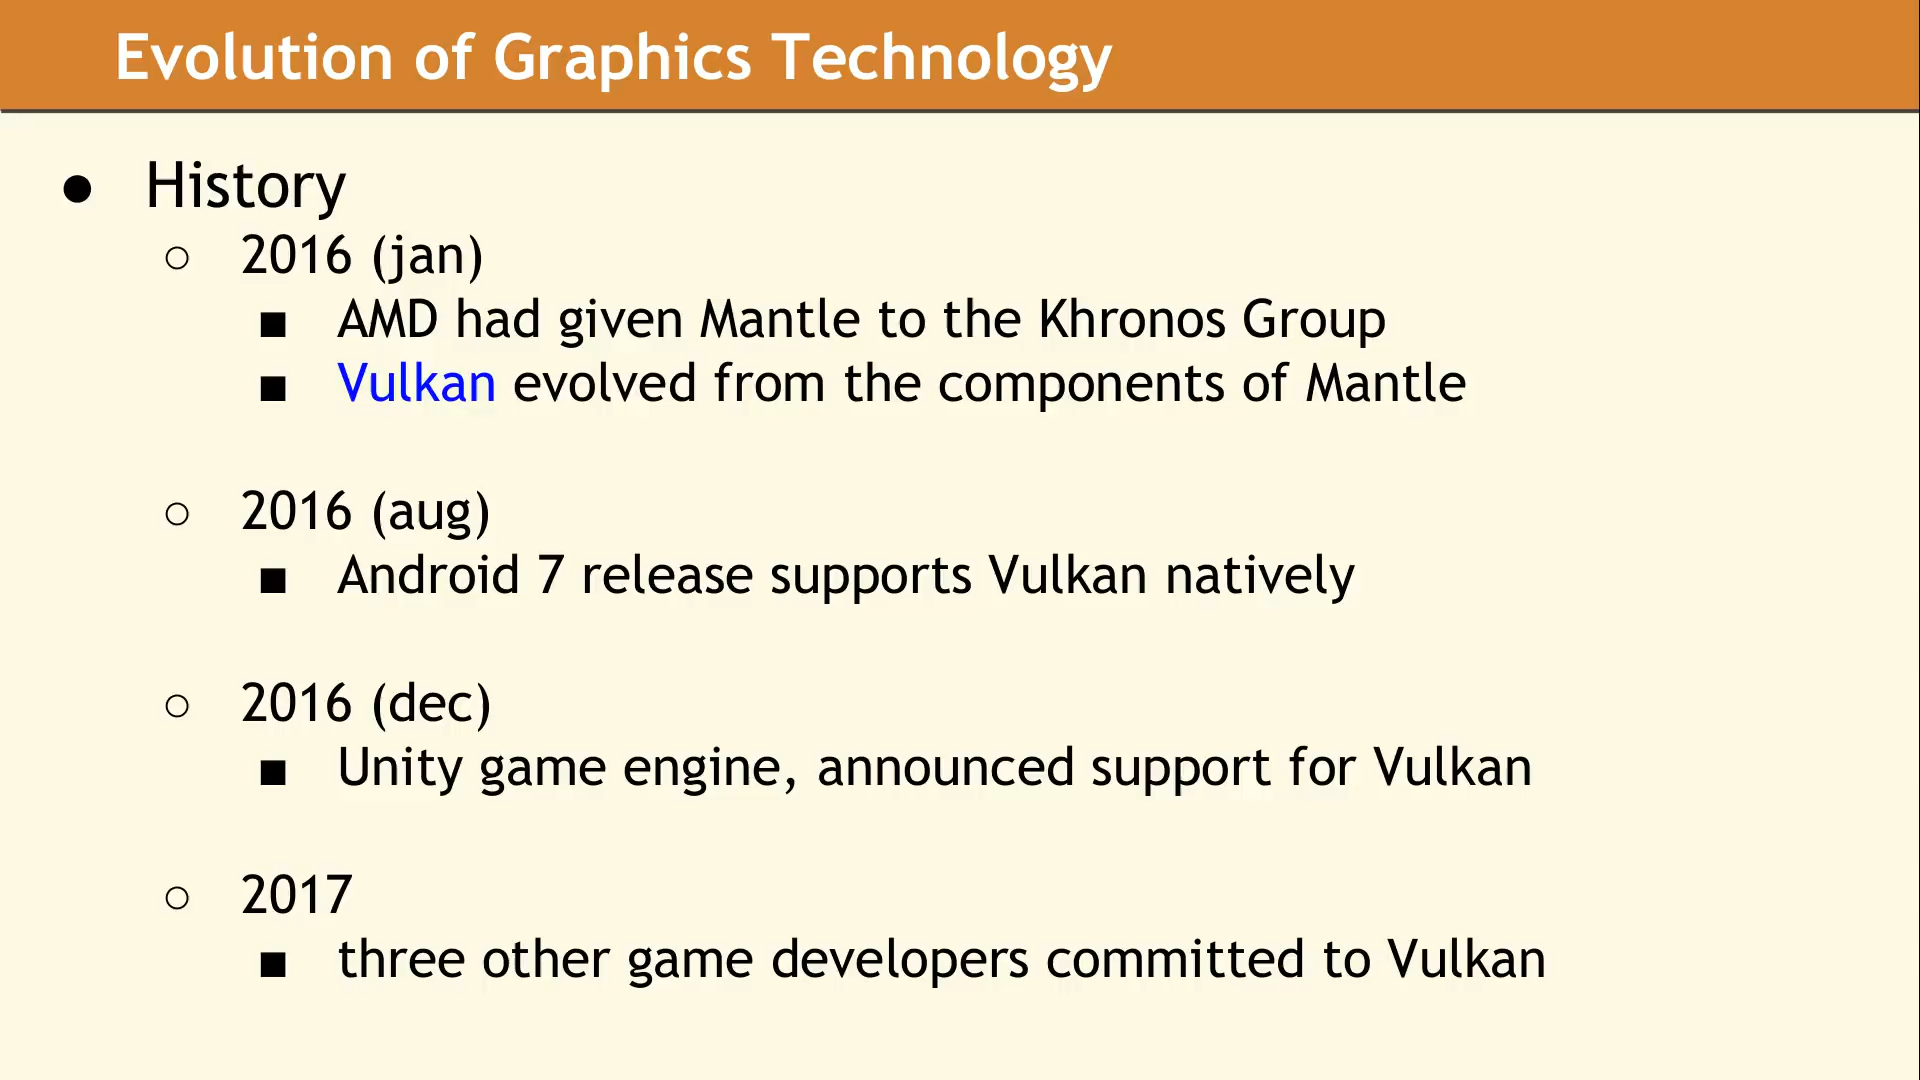 Evolution of Graphics Technology
● History
○ 2016 (jan)
■ AMD had given Mantle to the Khronos Group
■ Vulkan evolved from the components of Mantle
○ 2016 (aug)
■ Android 7 release supports Vulkan natively
○ 2016 (dec)
■ Unity game engine, announced support for Vulkan
○ 2017
■ three other game developers committed to Vulkan